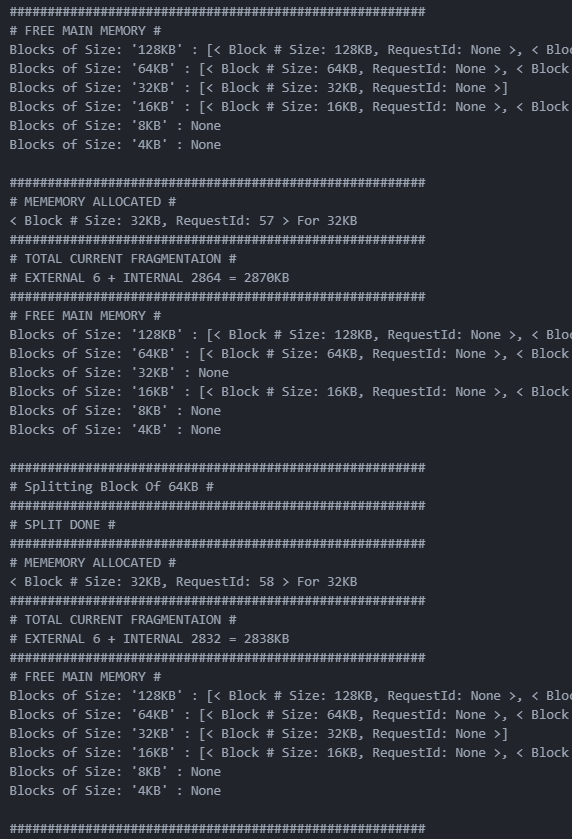 #######################################################
# FREE MAIN MEMORY #
Blocks of Size: '128KB' : [< Block # Size: 128KB, RequestId: None >, < Bloc
Blocks of Size: '64KB' : [< Block # Size: 64KB, RequestId: None >, < Block
Blocks of Size: '32KB' : [< Block # Size: 32KB, RequestId: None >]
Blocks of Size: '16KB' : [< Block # Size: 16KB, RequestId: None >, < Block
Blocks of Size: '8KB' : None
Blocks of Size: '4KB' : None
#######################################################
# MEMEMORY ALLOCATED #
< Block # Size: 32KB, RequestId: 57 > For 32KB
#######################################################
# TOTAL CURRENT FRAGMENTAION #
# EXTERNAL 6 + INTERNAL 2864 = 2870KB
#######################################################
# FREE MAIN MEMORY #
Blocks of Size: '128KB' : [< Block # Size: 128KB, RequestId: None >, < Bloc
Blocks of Size: '64KB' : [< Block # Size: 64KB, RequestId: None >, < Block
Blocks of Size: '32KB' : None
Blocks of Size: '16KB' : [< Block # Size: 16KB, RequestId: None >, < Block
Blocks of Size: '8KB' : None
Blocks of Size: '4KB' : None
#######################################################
# Splitting Block Of 64KB #
#######################################################
# SPLIT DONE #
#######################################################
# MEMEMORY ALLOCATED #
< Block # Size: 32KB, RequestId: 58 > For 32KB
#######################################################
# TOTAL CURRENT FRAGMENTAION #
# EXTERNAL 6 + INTERNAL 2832 = 2838KB
#######################################################
# FREE MAIN MEMORY #
Blocks of Size: '128KB' : [< Block # Size: 128KB, RequestId: None >, < Bloc
Blocks of Size: '64KB' : [< Block # Size: 64KB, RequestId: None >, < Block
Blocks of Size: '32KB' : [< Block # Size: 32KB, RequestId: None >]
Blocks of Size: '16KB' : [< Block # Size: 16KB, RequestId: None >, < Block
Blocks of Size: '8KB' : None
Blocks of Size: '4KB' : None
#######################################################